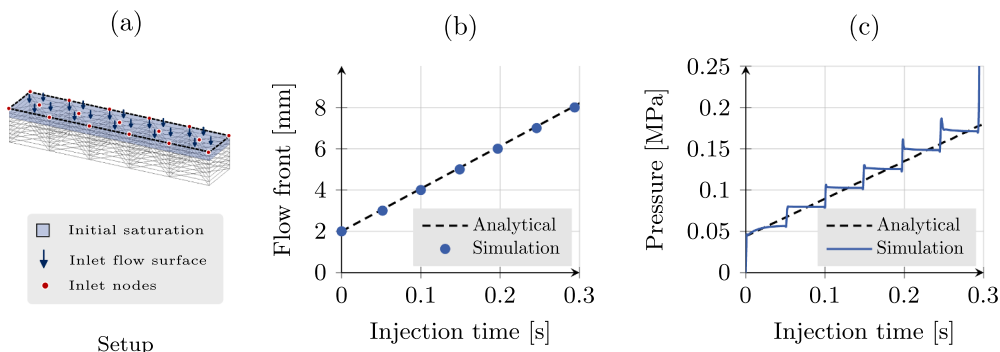 (a)
Initial saturation
Inlet flow surface
Inlet nodes
Setup
(b)
Flow front [mm]
8
6
4
2
0
Analytical
Simulation
0 0.1 0.2 0.3
Injection time [s]
(c)
Pressure [MPa]
0.25
0.2
0.15
0.1
0.05
0
Analytical
Simulation
0 0.1 0.2 0.3
Injection time [s]